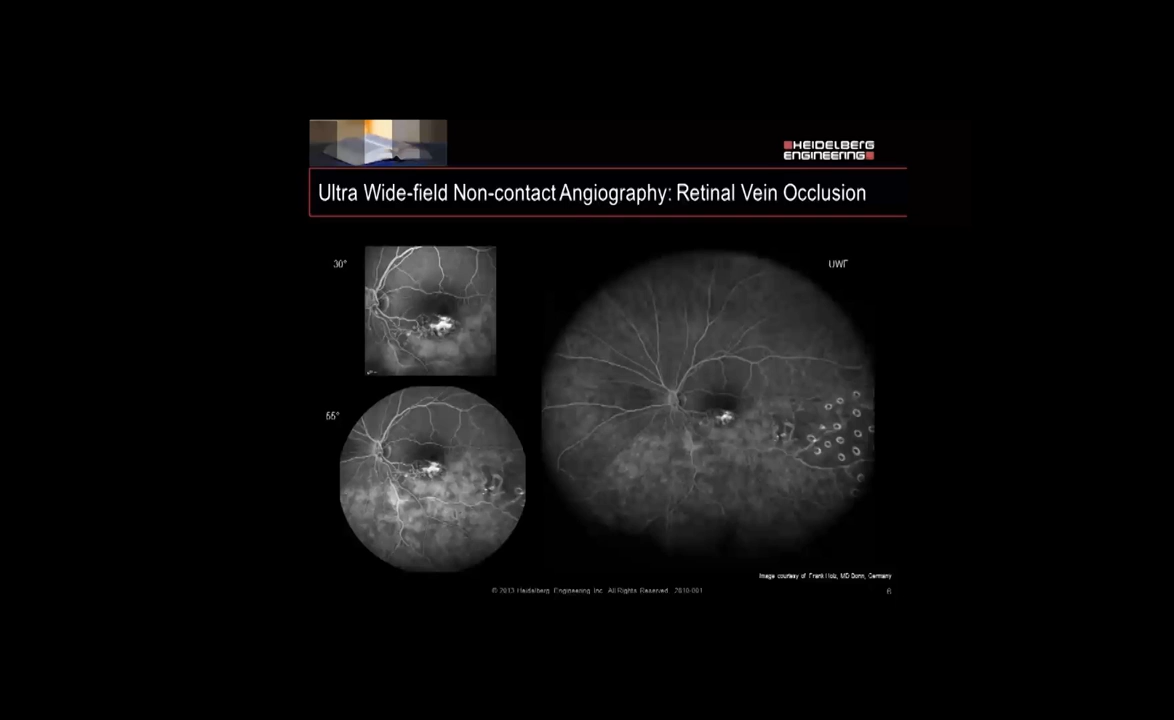 HEIDELBERG
ENGINEERING
Ultra Wide-field Non-contact Angiography: Retinal Vein Occlusion
30°
UWF
55°
Image courtesy of Frank Holz, MD Bonn, Germany
© 2013 Heidelberg Engineering Inc. All Rights Reserved
6